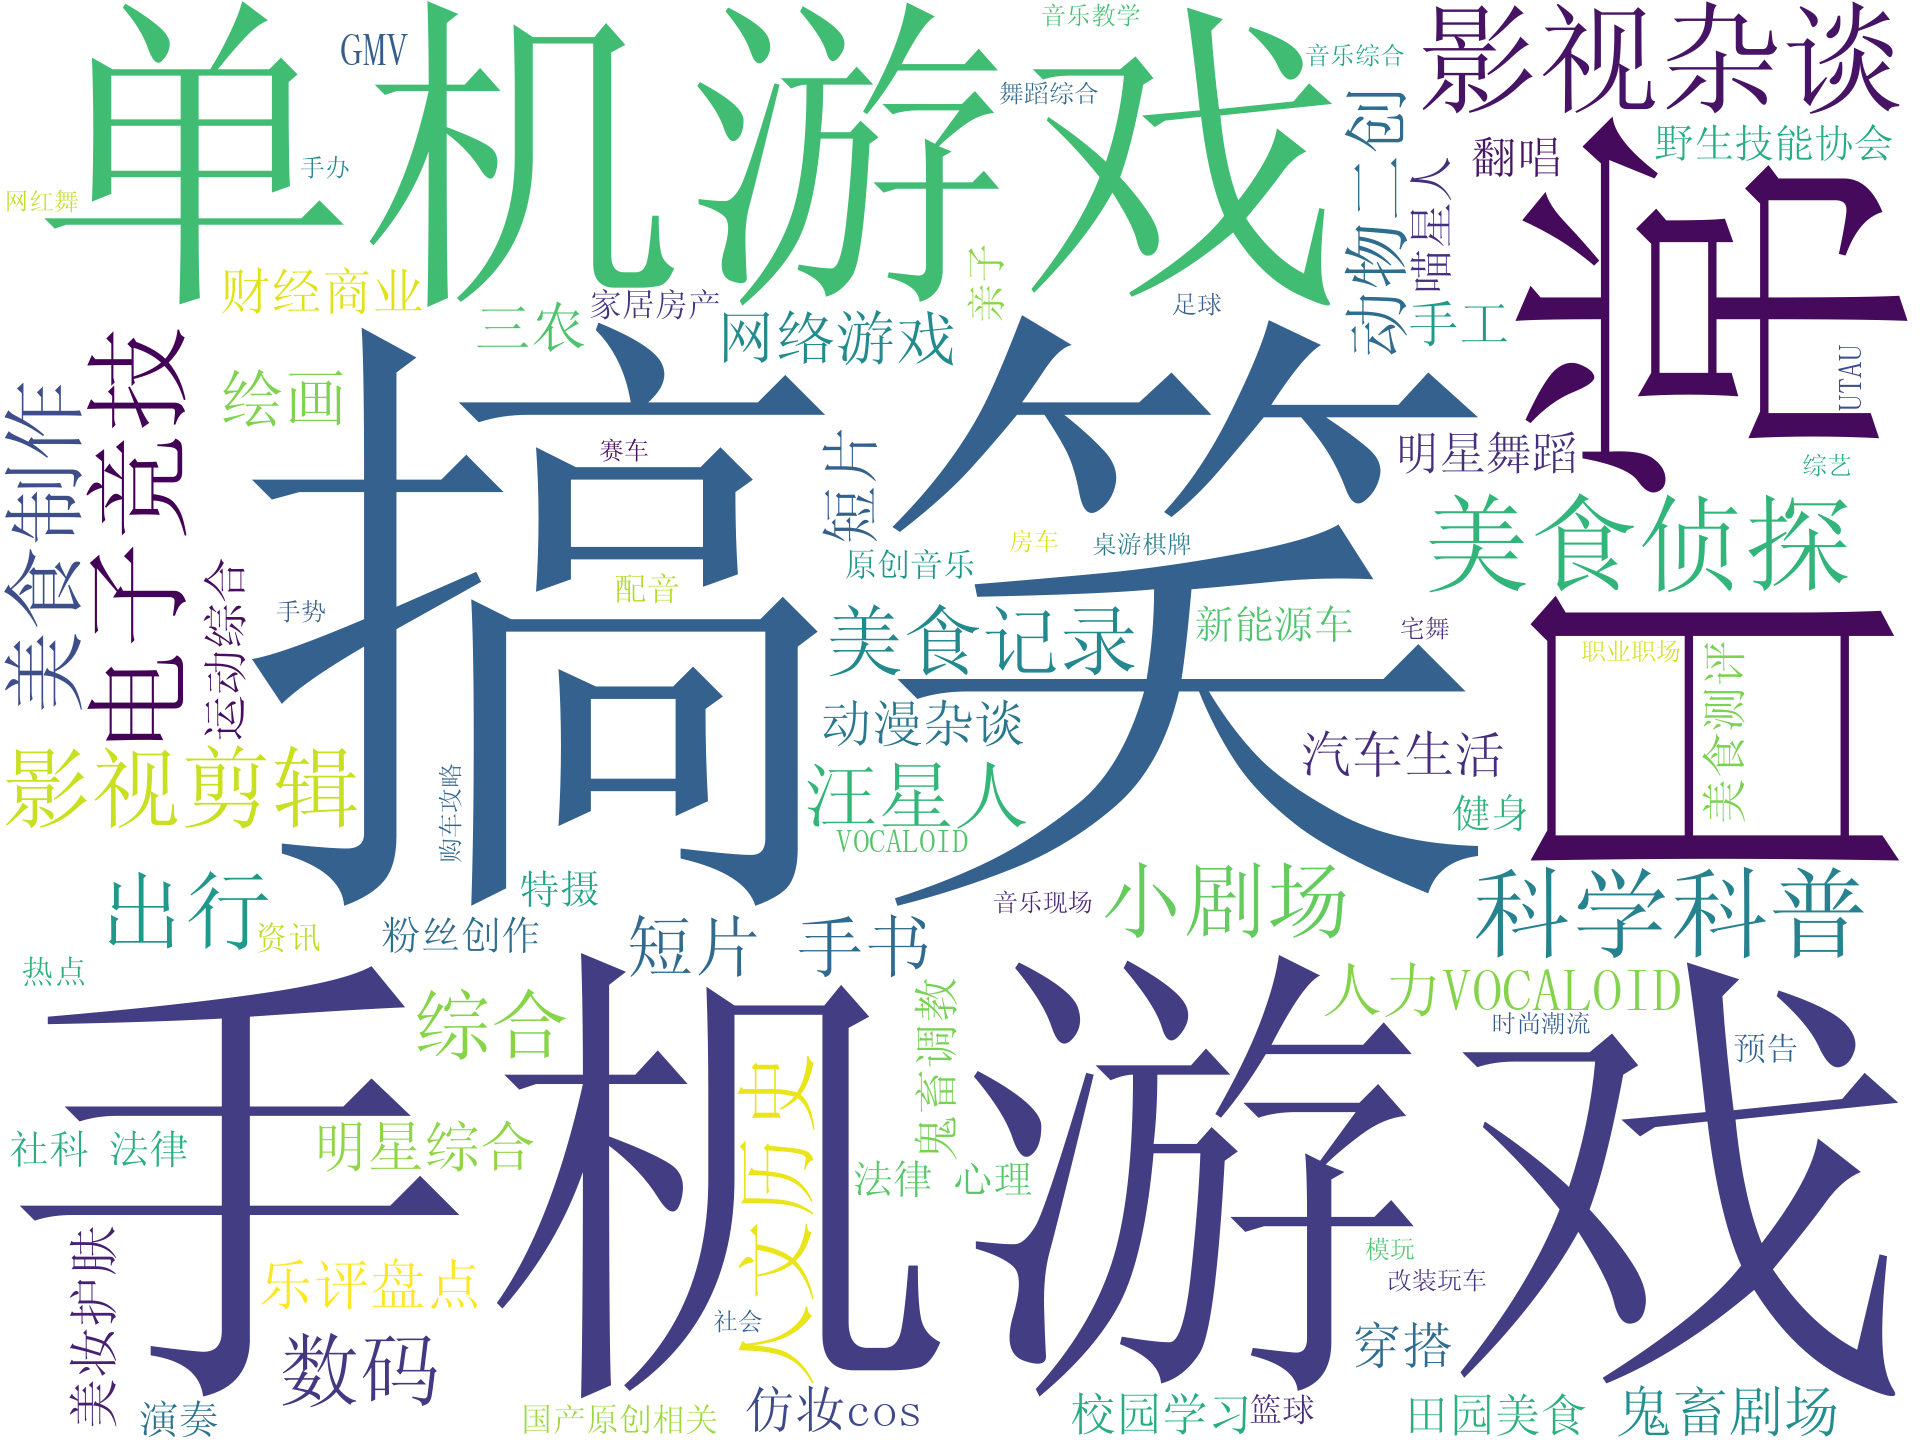 单机游戏
GMV
音乐教学
音乐综合
舞蹈综合
影视杂谈
手办
网红舞
动物二创
喵星人
翻唱
野生技能协会
日常
财经商业
三农
家居房产
网络游戏
亲子
足球
手工
UTAU
美食制作
电子竞技
绘画
搞笑
赛车
短片
明星舞蹈
综艺
美食侦探
原创音乐
房车
桌游棋牌
运动综合
手势
配音
美食记录
新能源车
宅舞
职业职场
美食测评
影视剪辑
购车攻略
动漫杂谈
汪星人
VOCALOID
汽车生活
健身
出行
资讯
特摄
粉丝创作
音乐现场
小剧场
科学科普
热点
短片 手书
手机游戏
综合
鬼畜调教
人力VOCALOID
时尚潮流
预告
社科 法律
明星综合
人文历史
法律 心理
模玩
改装玩车
美妆护肤
乐评盘点
社会
数码
穿搭
演奏
国产原创相关
仿妆cos
校园学习
篮球
田园美食
鬼畜剧场